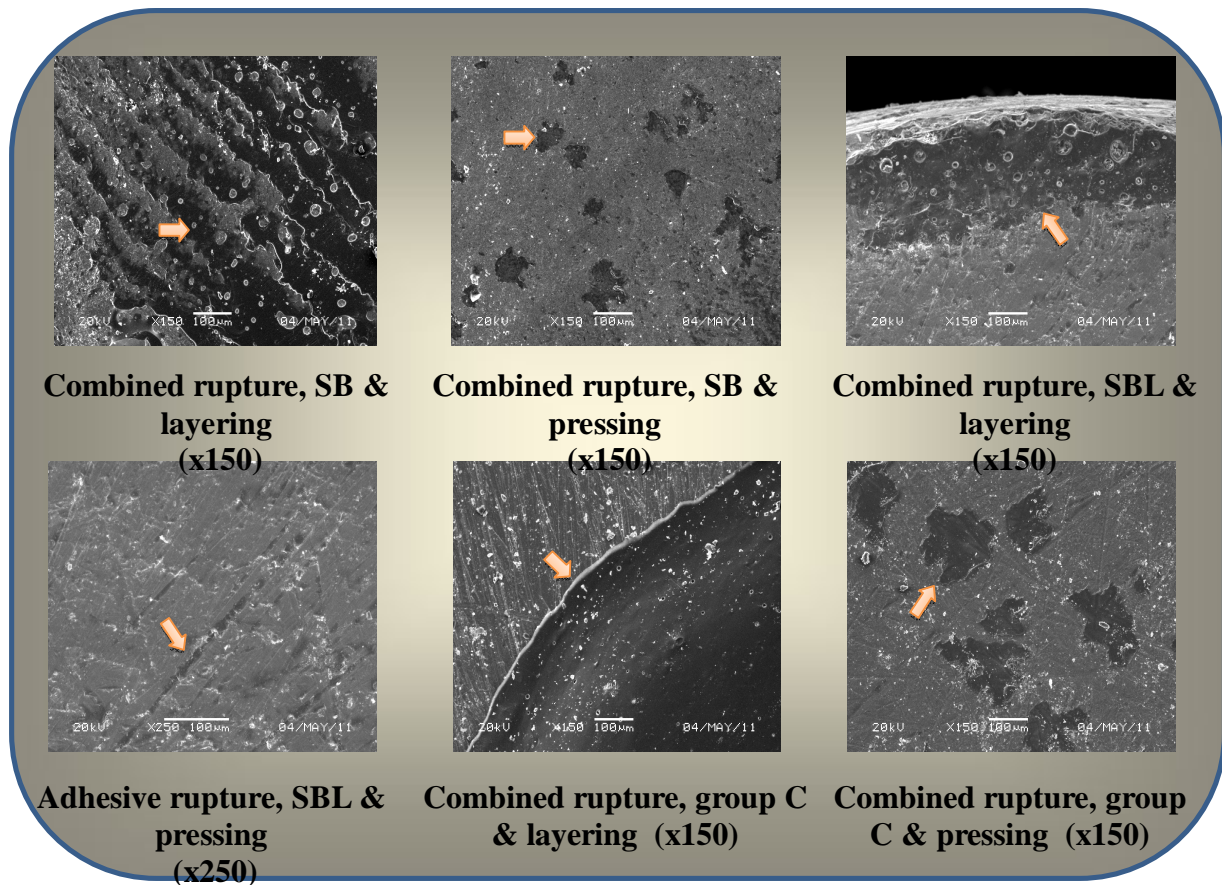 20kV X150 100µm 04/MAY/11
20kV X150 100µm 04/MAY/11
20kV X150 100µm 04/MAY/11
Combined rupture, SB &
layering
(x150)
Combined rupture, SB &
pressing
(x150)
Combined rupture, SBL &
layering
(x150)
20kV X250 100µm 04/MAY/11
20kV X150 100µm 04/MAY/11
20kV X150 100µm 04/MAY/11
Adhesive rupture, SBL &
pressing
(x250)
Combined rupture, group C
& layering (x150)
Combined rupture, group
C & pressing (x150)